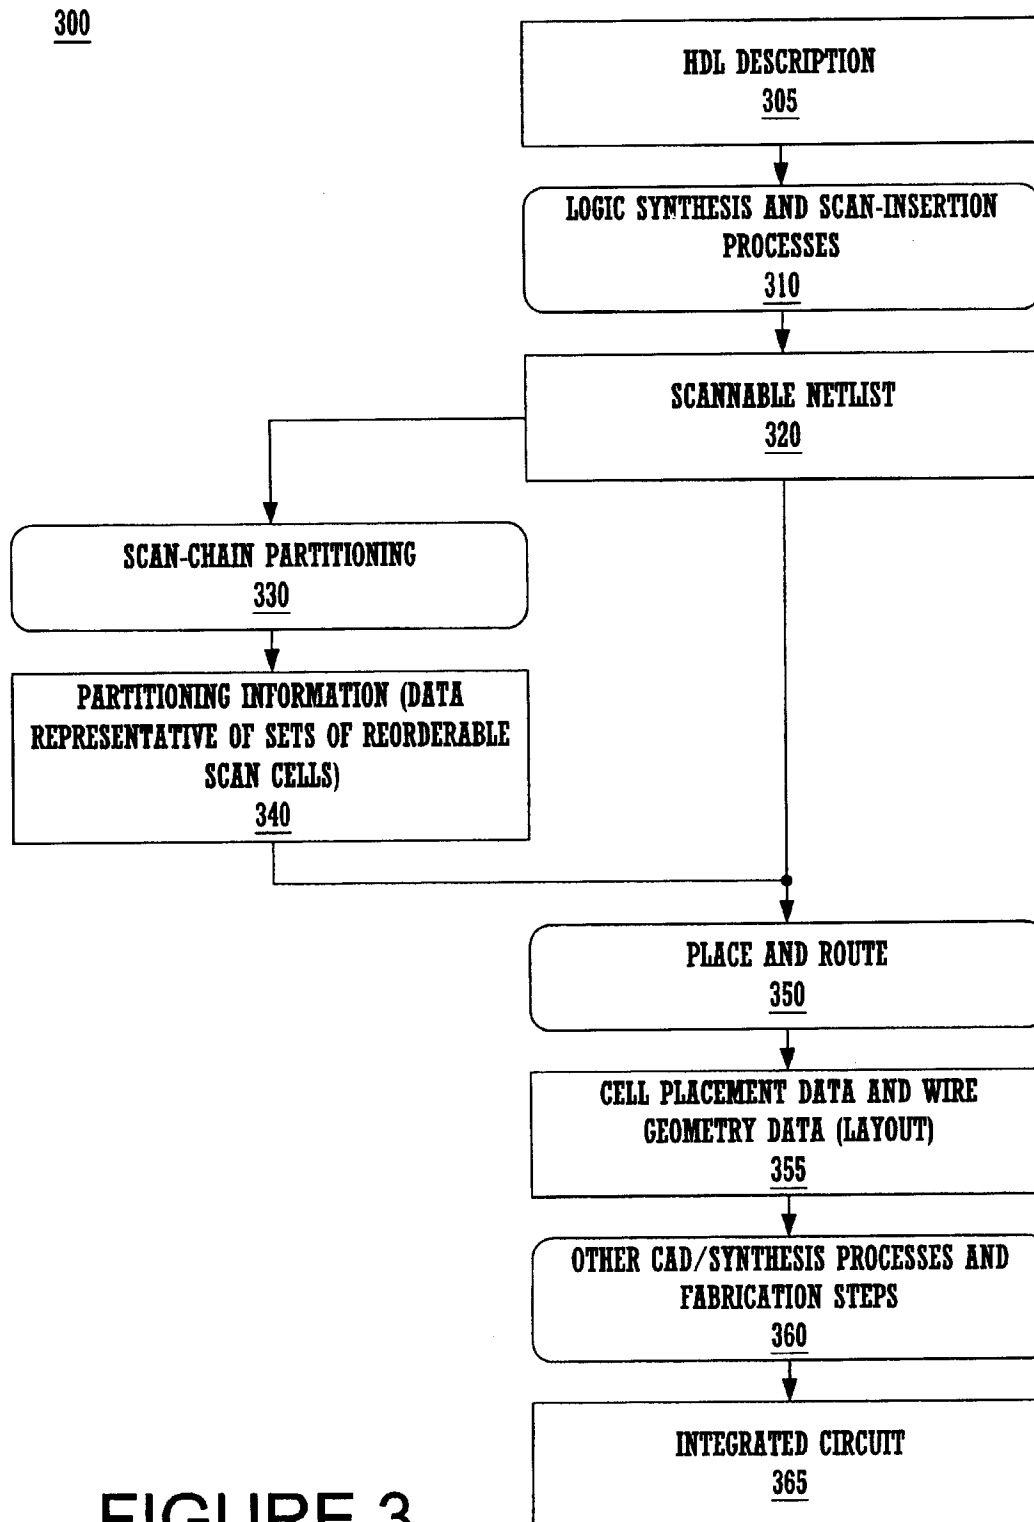 300
HDL DESCRIPTION
305
LOGIC SYNTHESIS AND SCAN-INSERTION
PROCESSES
310
SCANNABLE NETLIST
320
SCAN-CHAIN PARTITIONING
330
PARTITIONING INFORMATION (DATA
REPRESENTATIVE OF SETS OF REORDERABLE
SCAN CELLS)
340
PLACE AND ROUTE
350
CELL PLACEMENT DATA AND WIRE
GEOMETRY DATA (LAYOUT)
355
OTHER CAD/SYNTHESIS PROCESSES AND
FABRICATION STEPS
360
INTEGRATED CIRCUIT
365
FIGURE 3